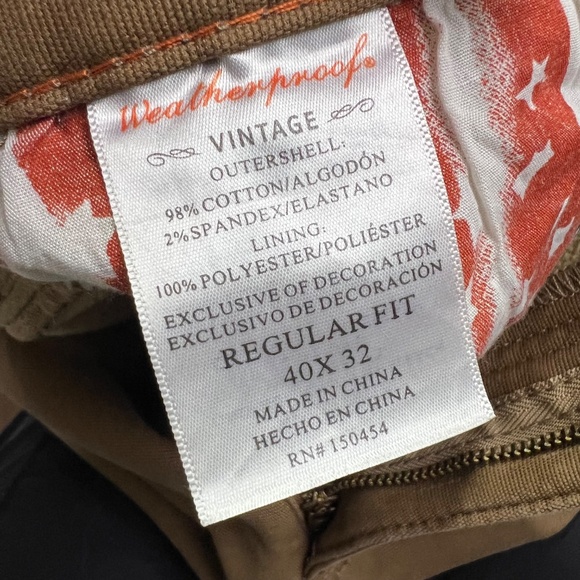 Weatherproof®
VINTAGE
OUTERSHELL:
98% COTTON/ALGODÓN
2% SPANDEX/ELASTANO
LINING:
100% POLYESTER/POLIÉSTER
EXCLUSIVE OF DECORATION
EXCLUSIVO DE DECORACIÓN
REGULAR FIT
40X 32
MADE IN CHINA
HECHO EN CHINA
RN# 150454